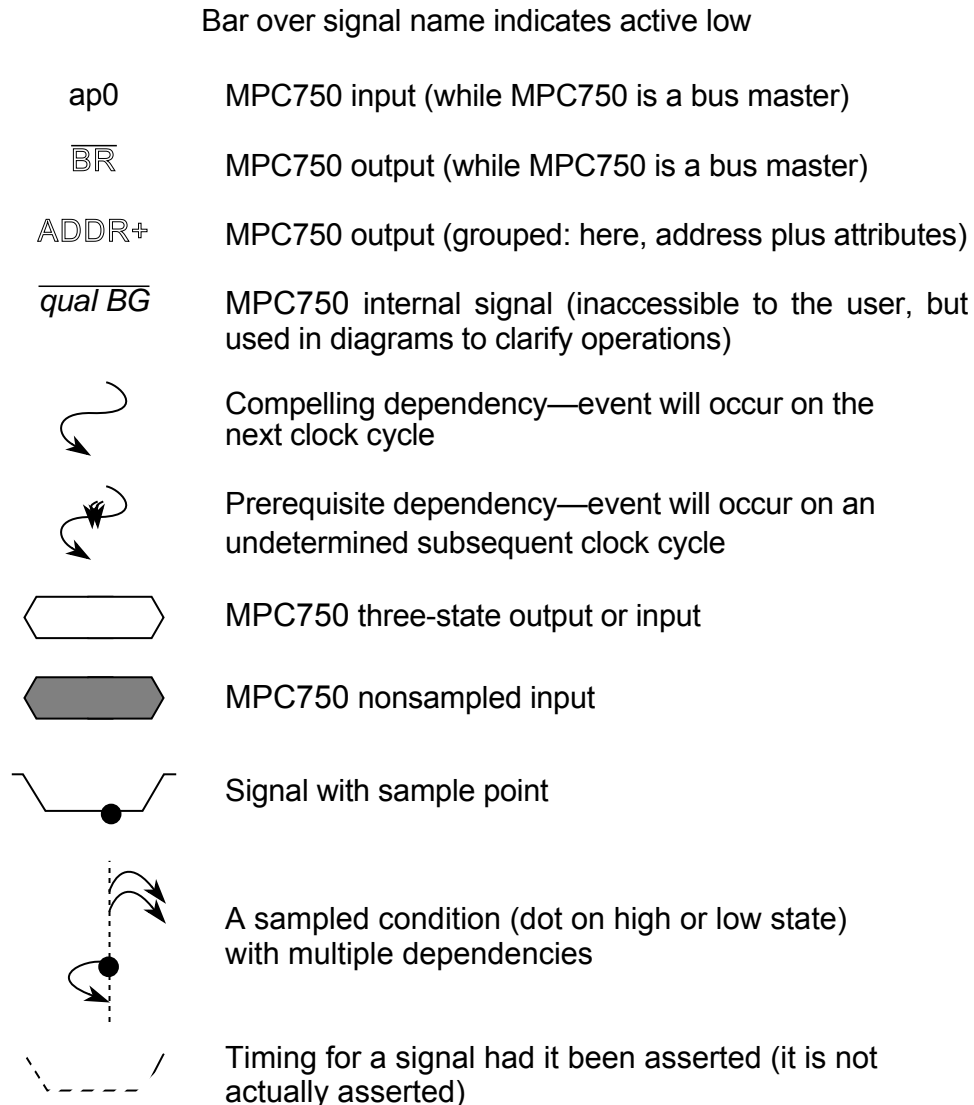 Bar over signal name indicates active low
ap0 MPC750 input (while MPC750 is a bus master)
BR MPC750 output (while MPC750 is a bus master)
ADDR+ MPC750 output (grouped: here, address plus attributes)
qual BG MPC750 internal signal (inaccessible to the user, but
used in diagrams to clarify operations)
Compelling dependency—event will occur on the
next clock cycle
Prerequisite dependency—event will occur on an
undetermined subsequent clock cycle
MPC750 three-state output or input
MPC750 nonsampled input
Signal with sample point
A sampled condition (dot on high or low state)
with multiple dependencies
Timing for a signal had it been asserted (it is not
actually asserted)